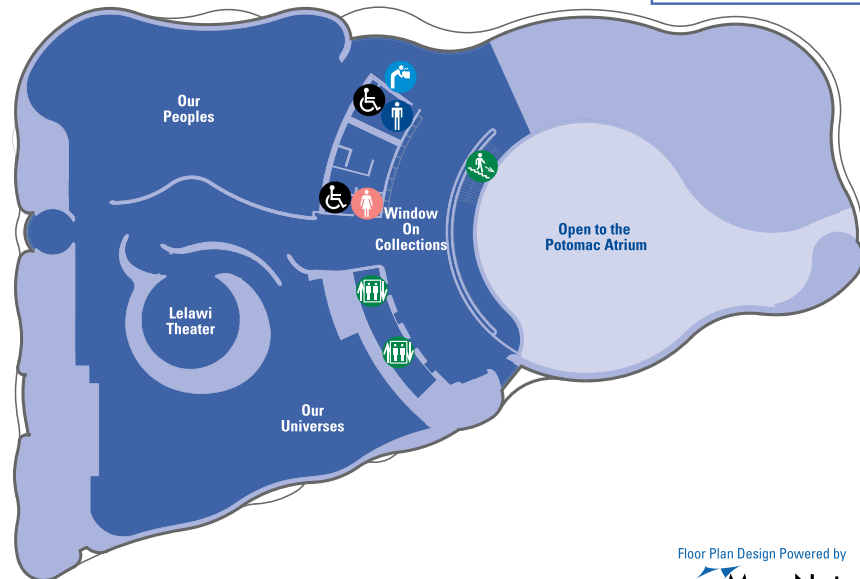 Our
Peoples
Window
On
Collections
Open to the
Potomac Atrium
Lelawi
Theater
Our
Universes
Floor Plan Design Powered by